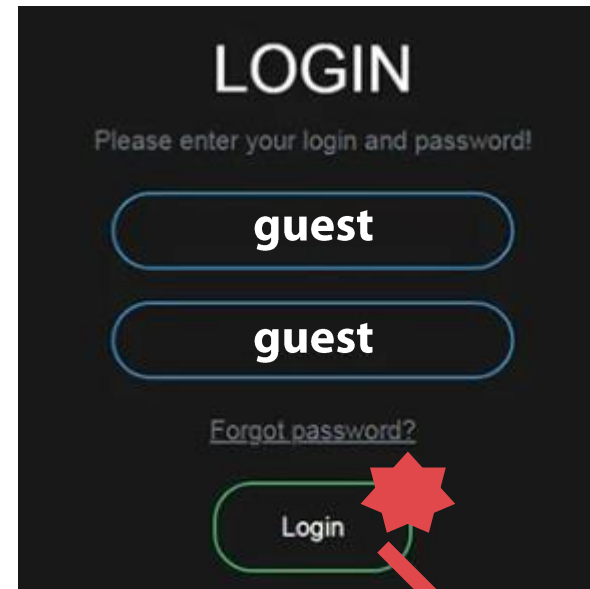 LOGIN
Please enter your login and password!
guest
guest
Forgot password?
Login